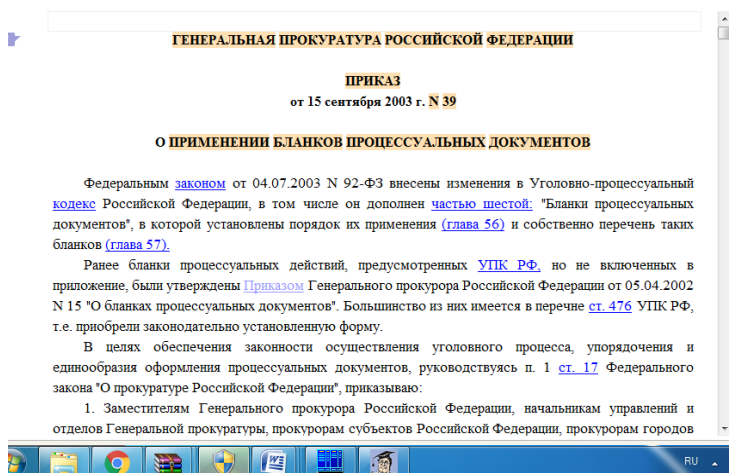 ГЕНЕРАЛЬНАЯ ПРОКУРАТУРА РОССИЙСКОЙ ФЕДЕРАЦИИ
ПРИКАЗ
от 15 сентября 2003 г. N 39
О ПРИМЕНЕНИИ БЛАНКОВ ПРОЦЕССУАЛЬНЫХ ДОКУМЕНТОВ
Федеральным законом от 04.07.2003 N 92-ФЗ внесены изменения в Уголовно-процессуальный
кодекс Российской Федерации, в том числе он дополнен частью шестой: "Бланки процессуальных
документов", в которой установлены порядок их применения (глава 56) и собственно перечень таких
бланков (глава 57).
Ранее бланки процессуальных действий, предусмотренных УПК РФ, но не включенных в
приложение, были утверждены Приказом Генерального прокурора Российской Федерации от 05.04.2002
N 15 "О бланках процессуальных документов". Большинство из них имеется в перечне ст. 476 УПК РФ,
т.е. приобрели законодательно установленную форму.
В целях обеспечения законности осуществления уголовного процесса, упорядочения и
единообразия оформления процессуальных документов, руководствуясь п. 1 ст. 17 Федерального
закона "О прокуратуре Российской Федерации", приказываю:
1. Заместителям Генерального прокурора Российской Федерации, начальникам управлений и
отделов Генеральной прокуратуры, прокурорам субъектов Российской Федерации, прокурорам городов
RU